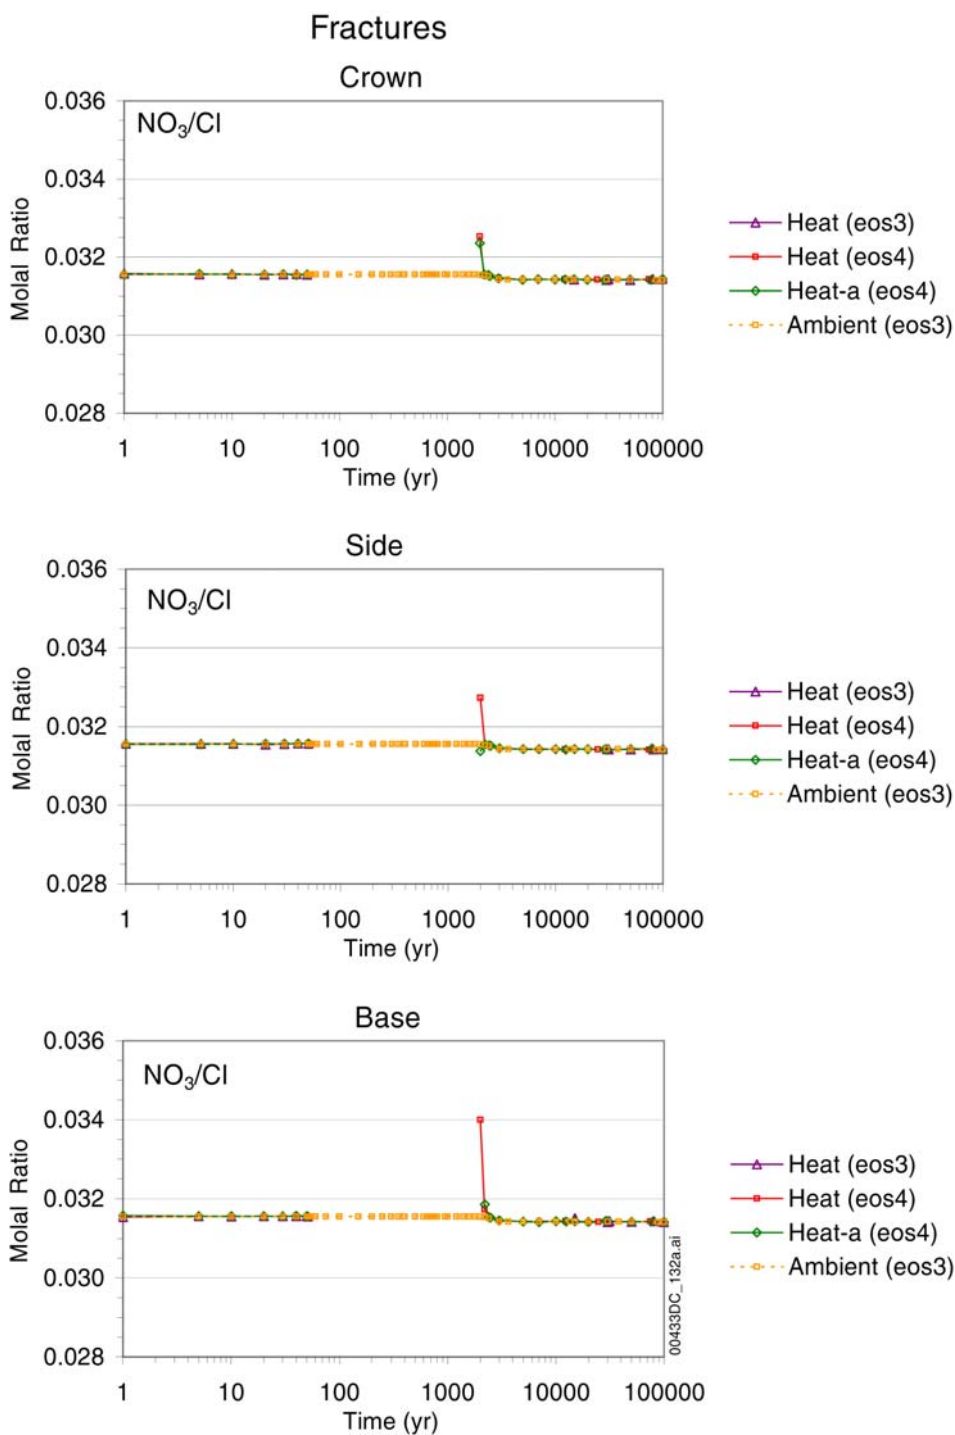 Fractures
Crown
NO₃/Cl
Molal Ratio
0.036
0.034
0.032
0.030
0.028
1 10 100 1000 10000 100000
Time (yr)
Heat (eos3)
Heat (eos4)
Heat-a (eos4)
Ambient (eos3)
Side
NO₃/Cl
Molal Ratio
0.036
0.034
0.032
0.030
0.028
1 10 100 1000 10000 100000
Time (yr)
Heat (eos3)
Heat (eos4)
Heat-a (eos4)
Ambient (eos3)
Base
NO₃/Cl
Molal Ratio
0.036
0.034
0.032
0.030
0.028
1 10 100 1000 10000 100000
Time (yr)
Heat (eos3)
Heat (eos4)
Heat-a (eos4)
Ambient (eos3)
00433DC_132a.ai